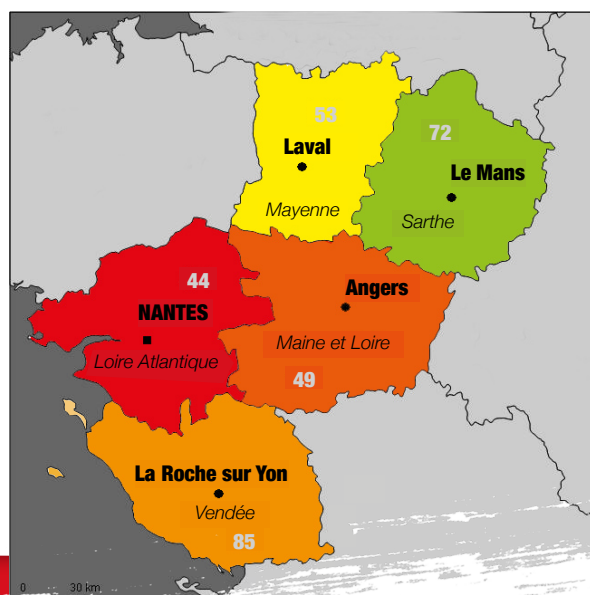 53
Laval
Mayenne
72
Le Mans
Sarthe
44
NANTES
Loire Atlantique
Angers
Maine et Loire
49
La Roche sur Yon
Vendée
85
0 30 km